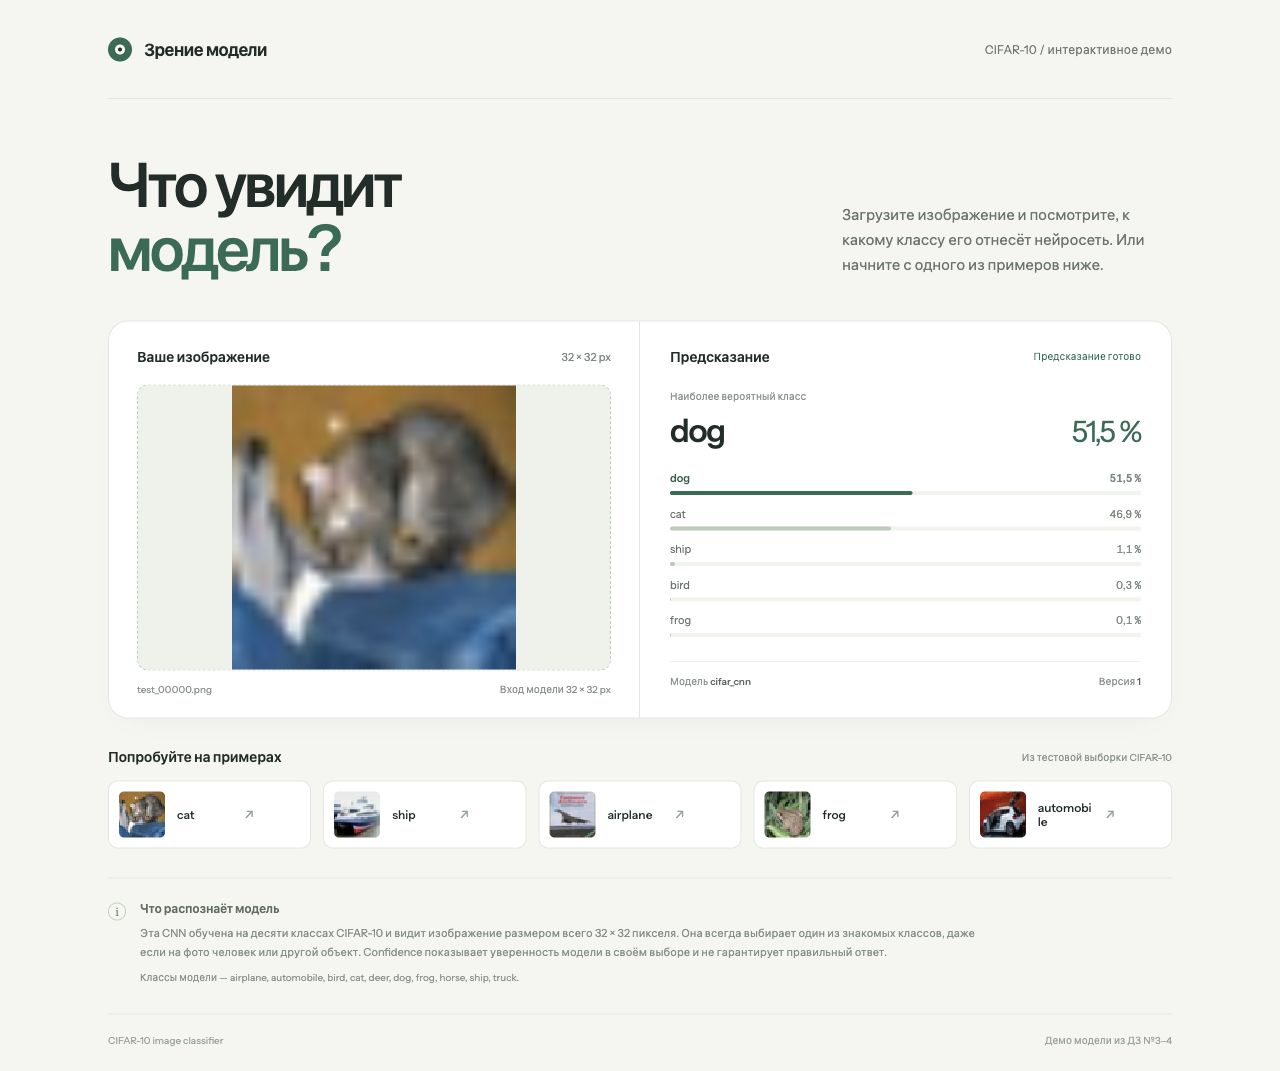 Зрение модели
CIFAR-10 / интерактивное демо
Что увидит
модель?
Загрузите изображение и посмотрите, к
какому классу его отнесёт нейросеть. Или
начните с одного из примеров ниже.
Ваше изображение
32 × 32 px
test_00000.png
Вход модели 32 × 32 px
Предсказание
Предсказание готово
Наиболее вероятный класс
dog
51,5 %
dog
51,5 %
cat
46,9 %
ship
1,1 %
bird
0,3 %
frog
0,1 %
Модель cifar_cnn
Версия 1
Попробуйте на примерах
Из тестовой выборки CIFAR-10
cat
ship
airplane
frog
automobi
le
i
Что распознаёт модель
Эта CNN обучена на десяти классах CIFAR-10 и видит изображение размером всего 32 × 32 пикселя. Она всегда выбирает один из знакомых классов, даже
если на фото человек или другой объект. Confidence показывает уверенность модели в своём выборе и не гарантирует правильный ответ.
Классы модели — airplane, automobile, bird, cat, deer, dog, frog, horse, ship, truck.
CIFAR-10 image classifier
Демо модели из ДЗ №3–4